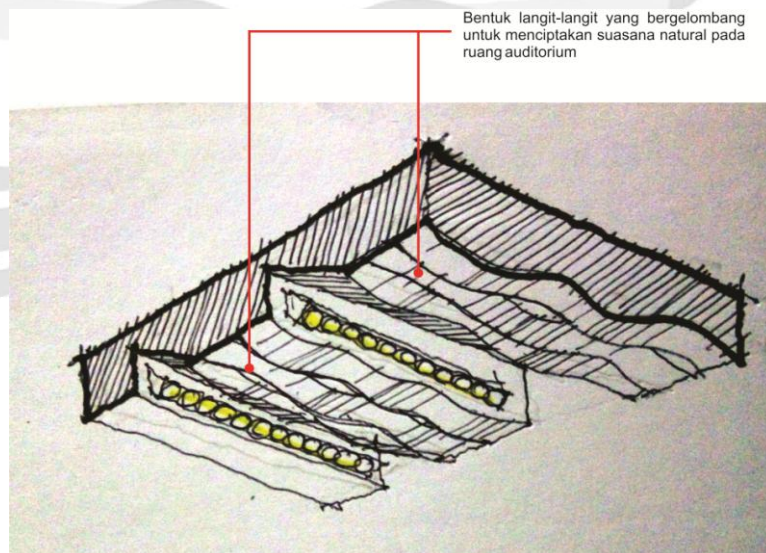 Bentuk langit-langit yang bergelombang
untuk menciptakan suasana natural pada
ruang auditorium